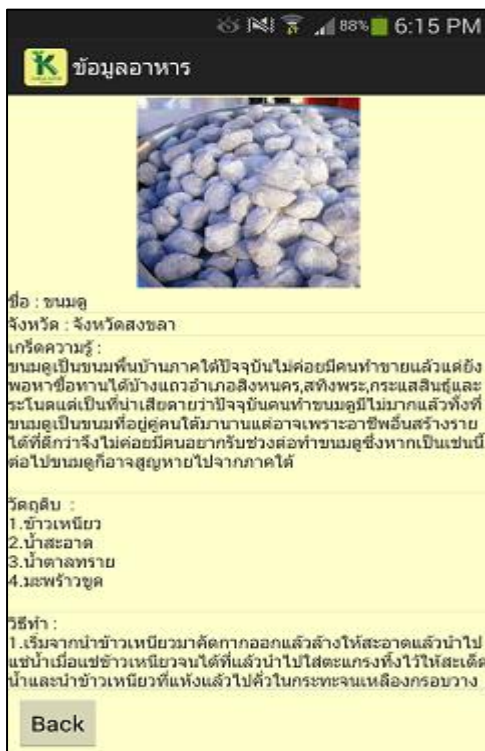 88% 6:15 PM
ข้อมูลอาหาร
ชื่อ : ขนมดู
จังหวัด : จังหวัดสงขลา
เกร็ดความรู้ :
ขนมดูเป็นขนมพื้นบ้านภาคใต้ปัจจุบันไม่ค่อยมีคนทำขายแล้วแต่ยัง
พอหาซื้อทานได้บ้างแถวอำเภอสิงหนคร,สทิงพระ,กระแสสินธุ์และ
ระโนดแต่เป็นที่น่าเสียดายว่าปัจจุบันคนทำขนมดูมีไม่มากแล้วทั้งที่
ขนมดูเป็นขนมที่อยู่คู่คนใต้มานานแต่อาจเพราะอาชีพอื่นสร้างราย
ได้ที่ดีกว่าจึงไม่ค่อยมีคนอยากรับช่วงต่อทำขนมดูซึ่งหากเป็นเช่นนี้
ต่อไปขนมดูก็อาจสูญหายไปจากภาคใต้
วัตถุดิบ :
1.ข้าวเหนียว
2.น้ำสะอาด
3.น้ำตาลทราย
4.มะพร้าวขูด
วิธีทำ :
1.เริ่มจากนำข้าวเหนียวมาคัดกากออกแล้วล้างให้สะอาดแล้วนำไป
แช่น้ำเมื่อแช่ข้าวเหนียวจนได้ที่แล้วนำไปใส่ตะแกรงทิ้งไว้ให้สะเด็ด
น้ำและนำข้าวเหนียวที่แห้งแล้วไปคั่วในกระทะจนเหลืองกรอบวาง
Back